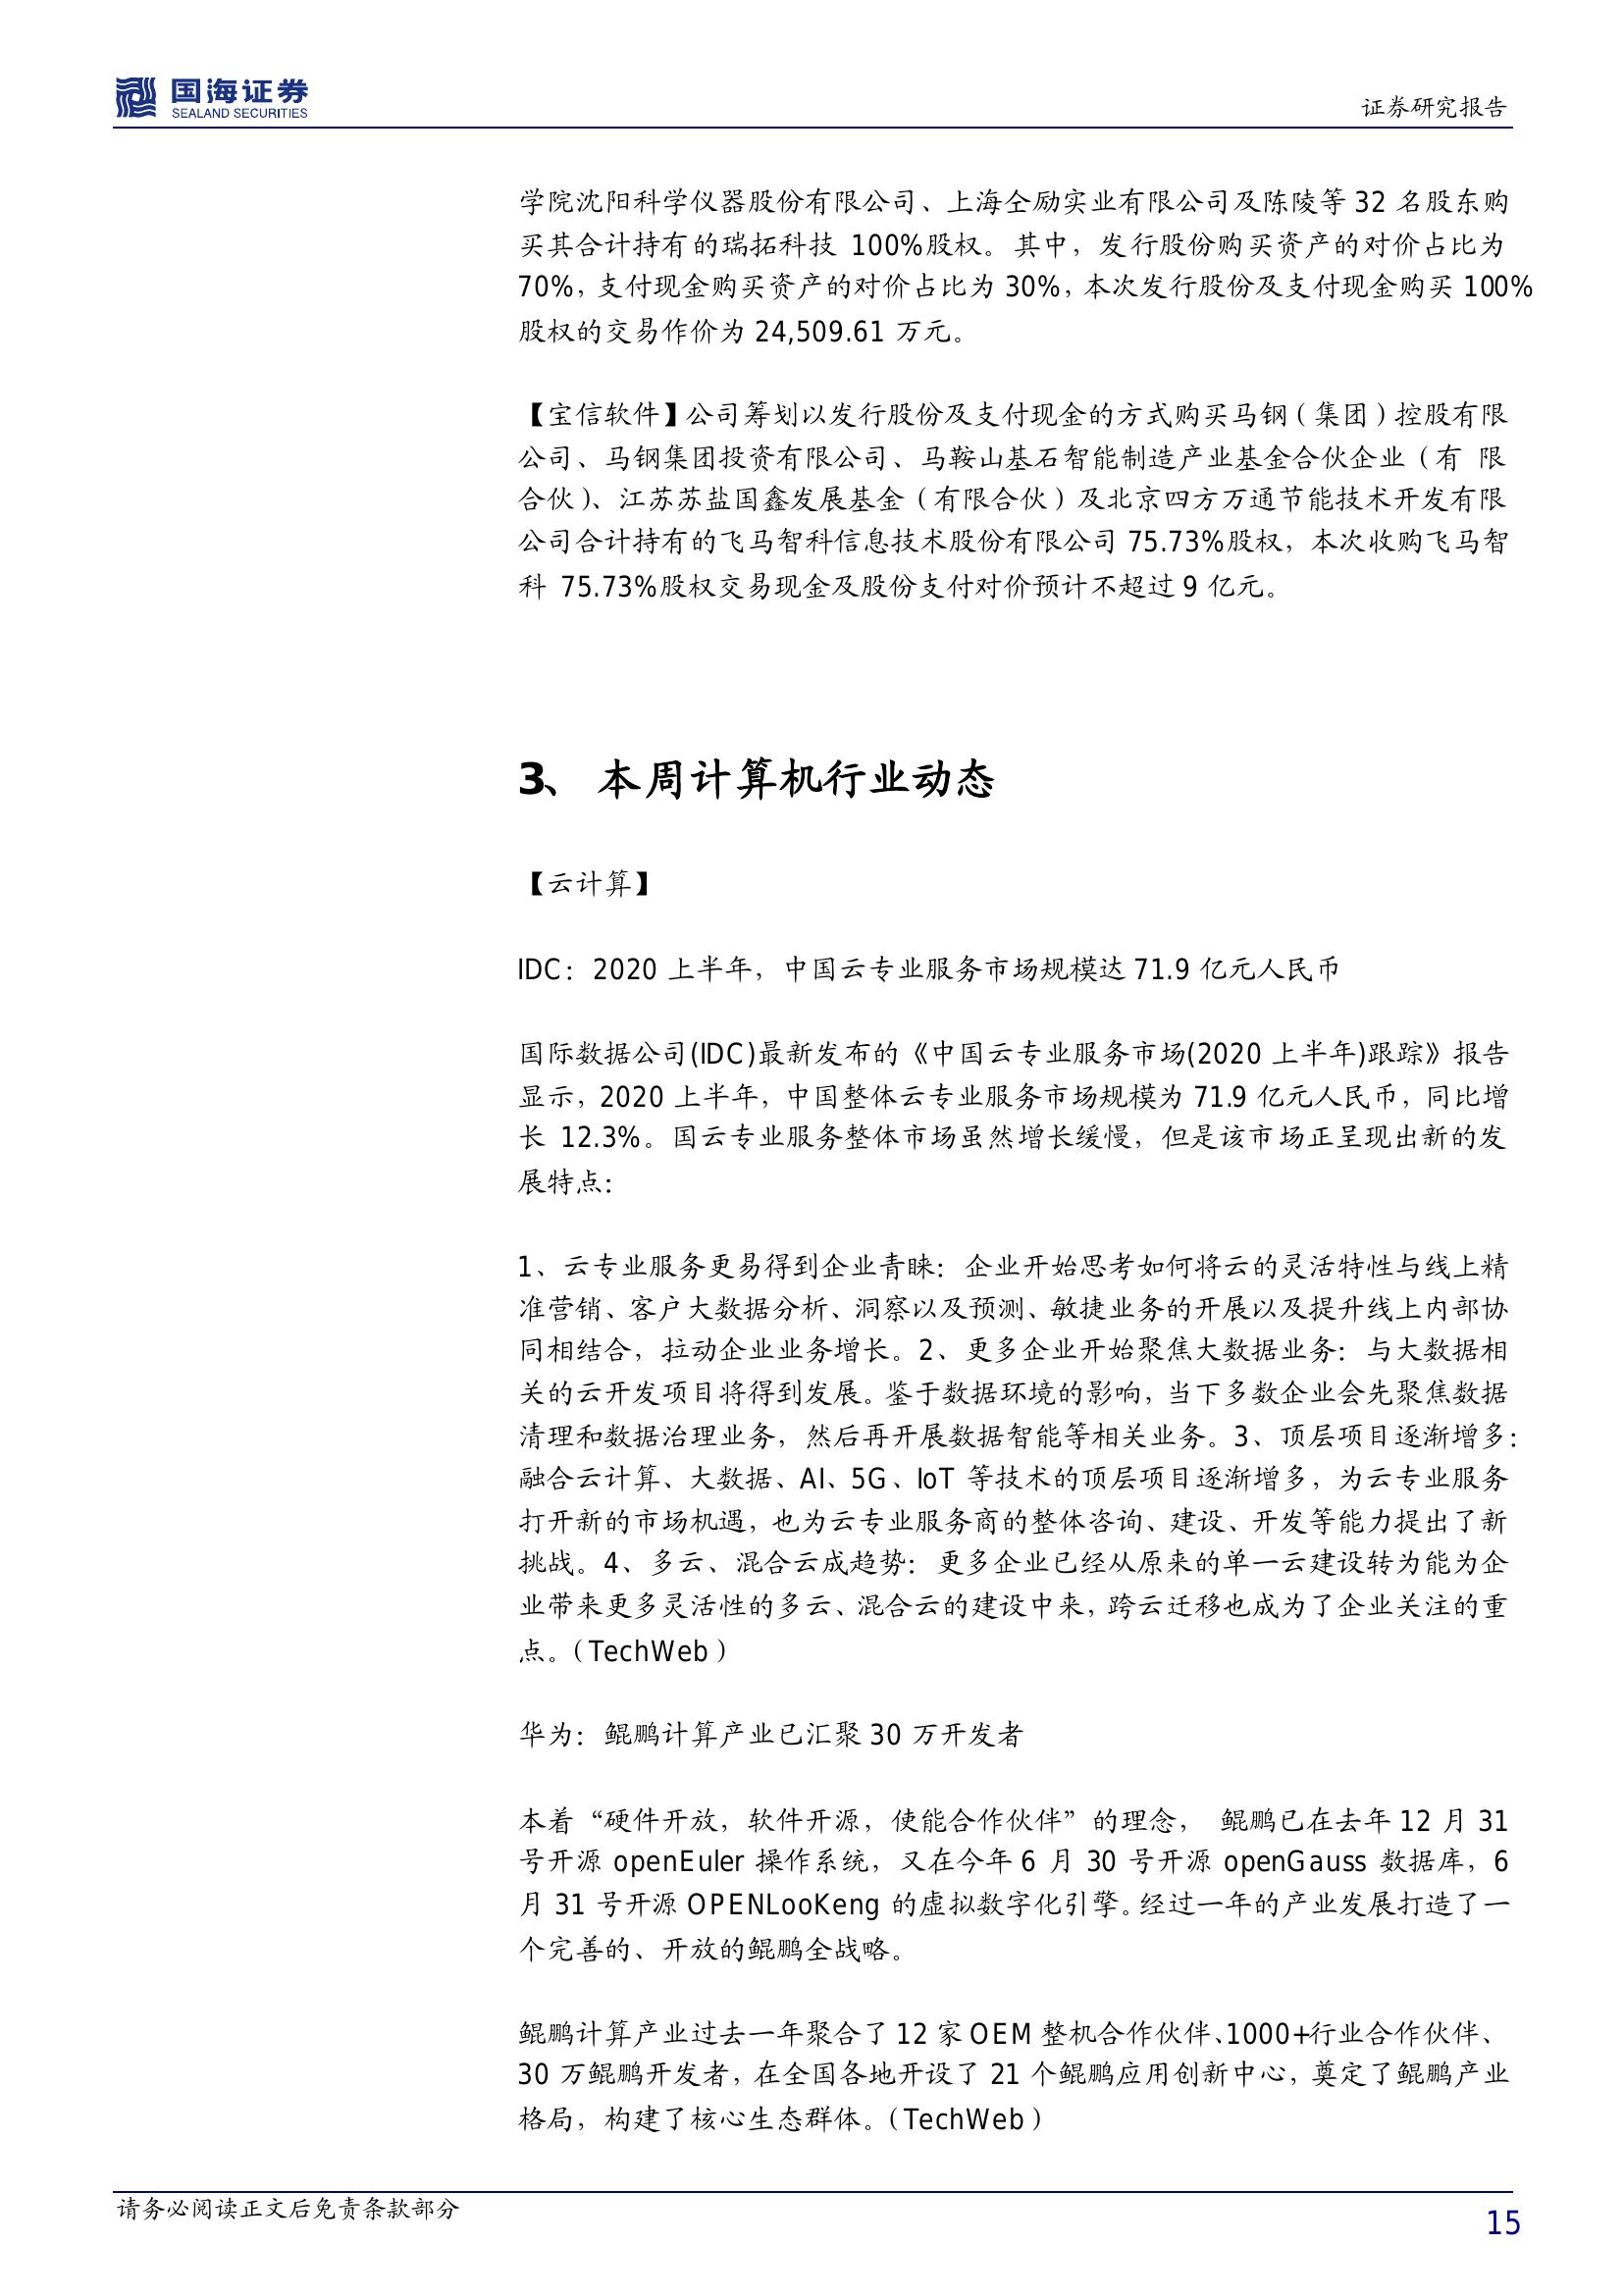 国海证券
SEALAND SECURITIES
证券研究报告
学院沈阳科学仪器股份有限公司、上海仝励实业有限公司及陈陵等 32 名股东购
买其合计持有的瑞拓科技 100%股权。其中，发行股份购买资产的对价占比为
70%，支付现金购买资产的对价占比为 30%，本次发行股份及支付现金购买 100%
股权的交易作价为 24,509.61 万元。
【宝信软件】公司筹划以发行股份及支付现金的方式购买马钢（集团）控股有限
公司、马钢集团投资有限公司、马鞍山基石智能制造产业基金合伙企业（有 限
合伙）、江苏苏盐国鑫发展基金（有限合伙）及北京四方万通节能技术开发有限
公司合计持有的飞马智科信息技术股份有限公司 75.73%股权，本次收购飞马智
科 75.73%股权交易现金及股份支付对价预计不超过 9 亿元。
3、 本周计算机行业动态
【云计算】
IDC：2020 上半年，中国云专业服务市场规模达 71.9 亿元人民币
国际数据公司(IDC)最新发布的《中国云专业服务市场(2020 上半年)跟踪》报告
显示，2020 上半年，中国整体云专业服务市场规模为 71.9 亿元人民币，同比增
长 12.3%。国云专业服务整体市场虽然增长缓慢，但是该市场正呈现出新的发
展特点：
1、云专业服务更易得到企业青睐：企业开始思考如何将云的灵活特性与线上精
准营销、客户大数据分析、洞察以及预测、敏捷业务的开展以及提升线上内部协
同相结合，拉动企业业务增长。2、更多企业开始聚焦大数据业务：与大数据相
关的云开发项目将得到发展。鉴于数据环境的影响，当下多数企业会先聚焦数据
清理和数据治理业务，然后再开展数据智能等相关业务。3、顶层项目逐渐增多：
融合云计算、大数据、AI、5G、IoT 等技术的顶层项目逐渐增多，为云专业服务
打开新的市场机遇，也为云专业服务商的整体咨询、建设、开发等能力提出了新
挑战。4、多云、混合云成趋势：更多企业已经从原来的单一云建设转为能为企
业带来更多灵活性的多云、混合云的建设中来，跨云迁移也成为了企业关注的重
点。（TechWeb）
华为：鲲鹏计算产业已汇聚 30 万开发者
本着“硬件开放，软件开源，使能合作伙伴”的理念， 鲲鹏已在去年 12 月 31
号开源 openEuler 操作系统，又在今年 6 月 30 号开源 openGauss 数据库，6
月 31 号开源 OPENLooKeng 的虚拟数字化引擎。经过一年的产业发展打造了一
个完善的、开放的鲲鹏全战略。
鲲鹏计算产业过去一年聚合了 12 家 OEM 整机合作伙伴、1000+行业合作伙伴、
30 万鲲鹏开发者，在全国各地开设了 21 个鲲鹏应用创新中心，奠定了鲲鹏产业
格局，构建了核心生态群体。（TechWeb）
请务必阅读正文后免责条款部分
15